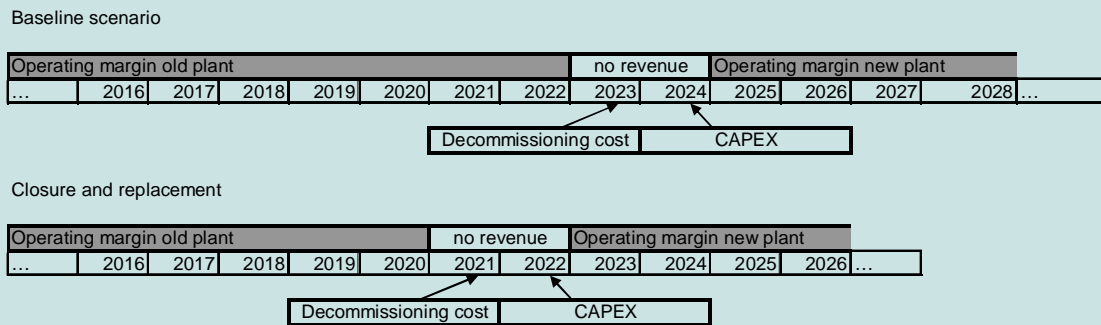 Baseline scenario
Operating margin old plant no revenue Operating margin new plant
... 2016 2017 2018 2019 2020 2021 2022 2023 2024 2025 2026 2027 2028 ...
Decommissioning cost CAPEX
Closure and replacement
Operating margin old plant no revenue Operating margin new plant
... 2016 2017 2018 2019 2020 2021 2022 2023 2024 2025 2026 ...
Decommissioning cost CAPEX